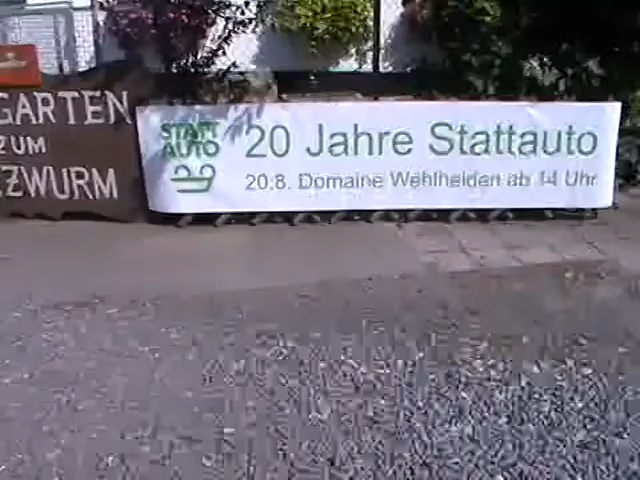 GARTEN
ZUM
ZWURM
STATT
AUTO
20 Jahre Stattauto
20.8. Domaine Wehlheiden ab 14 Uhr